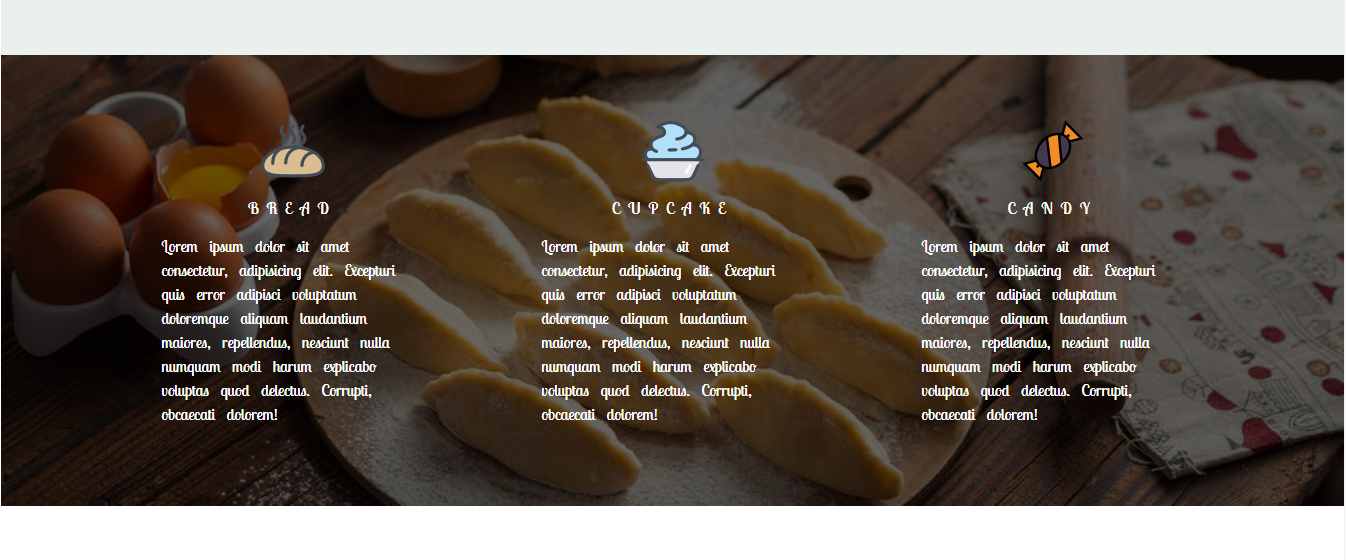 BREAD
Lorem ipsum dolor sit amet
consectetur, adipisicing elit. Excepturi
quis error adipisci voluptatum
doloremque aliquam laudantium
maiores, repellendus, nesciunt nulla
numquam modi harum explicabo
voluptas quod delectus. Corrupti,
obcaecati dolorem!
CUPCAKE
Lorem ipsum dolor sit amet
consectetur, adipisicing elit. Excepturi
quis error adipisci voluptatum
doloremque aliquam laudantium
maiores, repellendus, nesciunt nulla
numquam modi harum explicabo
voluptas quod delectus. Corrupti,
obcaecati dolorem!
CANDY
Lorem ipsum dolor sit amet
consectetur, adipisicing elit. Excepturi
quis error adipisci voluptatum
doloremque aliquam laudantium
maiores, repellendus, nesciunt nulla
numquam modi harum explicabo
voluptas quod delectus. Corrupti,
obcaecati dolorem!